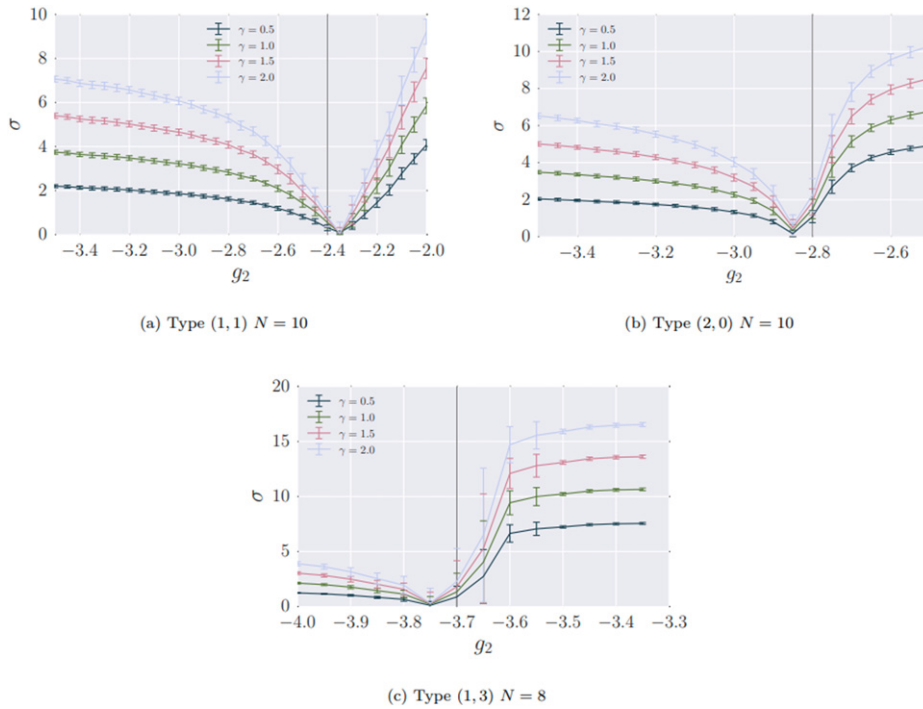 10
8
6
4
2
0
σ
γ = 0.5
γ = 1.0
γ = 1.5
γ = 2.0
−3.4 −3.2 −3.0 −2.8 −2.6 −2.4 −2.2 −2.0
g₂
(a) Type (1, 1) N = 10
12
10
8
6
4
2
0
σ
γ = 0.5
γ = 1.0
γ = 1.5
γ = 2.0
−3.4 −3.2 −3.0 −2.8 −2.6
g₂
(b) Type (2, 0) N = 10
20
15
10
5
0
σ
γ = 0.5
γ = 1.0
γ = 1.5
γ = 2.0
−4.0 −3.9 −3.8 −3.7 −3.6 −3.5 −3.4 −3.3
g₂
(c) Type (1, 3) N = 8